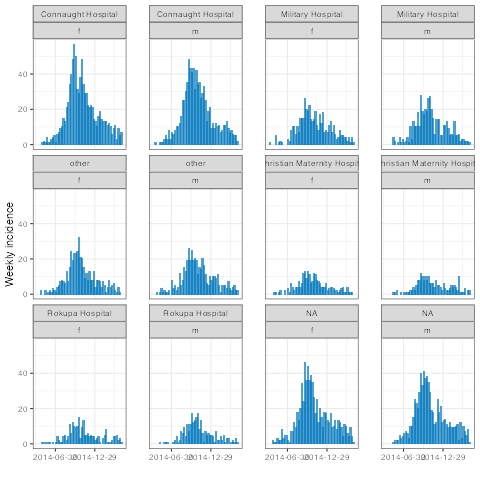 Connaught Hospital Connaught Hospital Military Hospital Military Hospital
f m f m
40
20
0
other other hristian Maternity Hospit hristian Maternity Hospit
f m f m
40
20
0
Weekly incidence
Rokupa Hospital Rokupa Hospital NA NA
f m f m
40
20
0
2014-06-30 2014-12-29 2014-06-30 2014-12-29 2014-06-30 2014-12-29 2014-06-30 2014-12-29